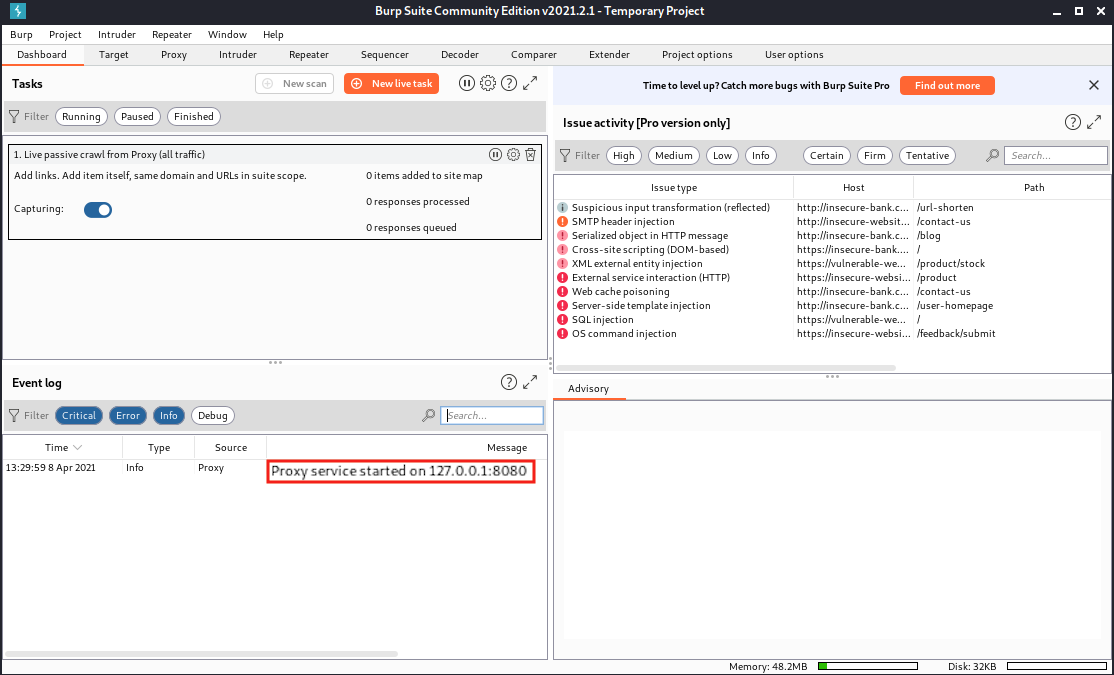 Burp Suite Community Edition v2021.2.1 - Temporary Project
Burp Project Intruder Repeater Window Help
Dashboard Target Proxy Intruder Repeater Sequencer Decoder Comparer Extender Project options User options
Tasks
New scan
New live task
Filter Running Paused Finished
1. Live passive crawl from Proxy (all traffic)
Add links. Add item itself, same domain and URLs in suite scope.
0 items added to site map
Capturing:
0 responses processed
0 responses queued
Event log
Filter Critical Error Info Debug
Search...
Time Type Source Message
13:29:59 8 Apr 2021 Info Proxy Proxy service started on 127.0.0.1:8080
Time to level up? Catch more bugs with Burp Suite Pro
Find out more
Issue activity [Pro version only]
Filter High Medium Low Info Certain Firm Tentative
Search...
Issue type Host Path
Suspicious input transformation (reflected) http://insecure-bank.c... /url-shorten
SMTP header injection http://insecure-websit... /contact-us
Serialized object in HTTP message http://insecure-bank.c... /blog
Cross-site scripting (DOM-based) https://insecure-bank.... /
XML external entity injection https://vulnerable-we... /product/stock
External service interaction (HTTP) https://insecure-websi... /product
Web cache poisoning http://insecure-bank.c... /contact-us
Server-side template injection http://insecure-bank.c... /user-homepage
SQL injection https://vulnerable-we... /
OS command injection https://insecure-websi... /feedback/submit
Advisory
Memory: 48.2MB
Disk: 32KB